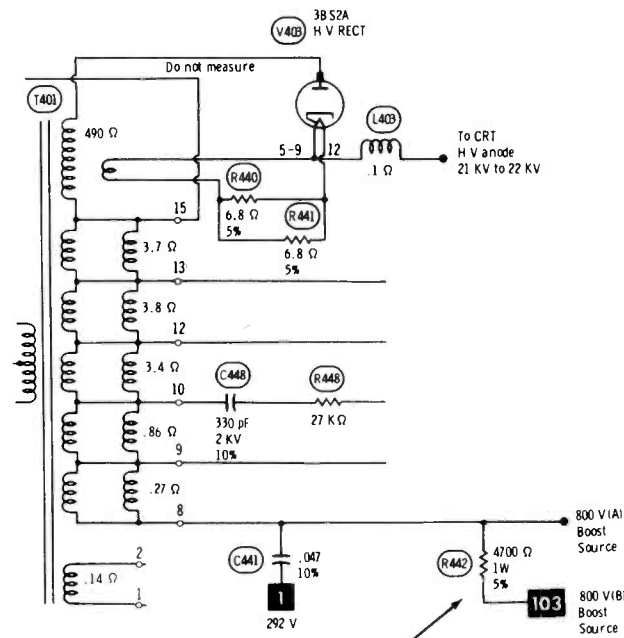 3BS2A
V403
H V RECT
Do not measure
T401
490 Ω
5-9
12
L403
.1 Ω
To CRT
H V anode
21 KV to 22 KV
R440
6.8 Ω
5%
R441
6.8 Ω
5%
15
3.7 Ω
13
3.8 Ω
12
3.4 Ω
10
C448
330 pF
2 KV
10%
R448
27 KΩ
.86 Ω
9
.27 Ω
8
800 V(A)
Boost
Source
C441
.047
10%
1
292 V
R442
4700 Ω
1W
5%
103
800 V(B)
Boost
Source
2
.14 Ω
1